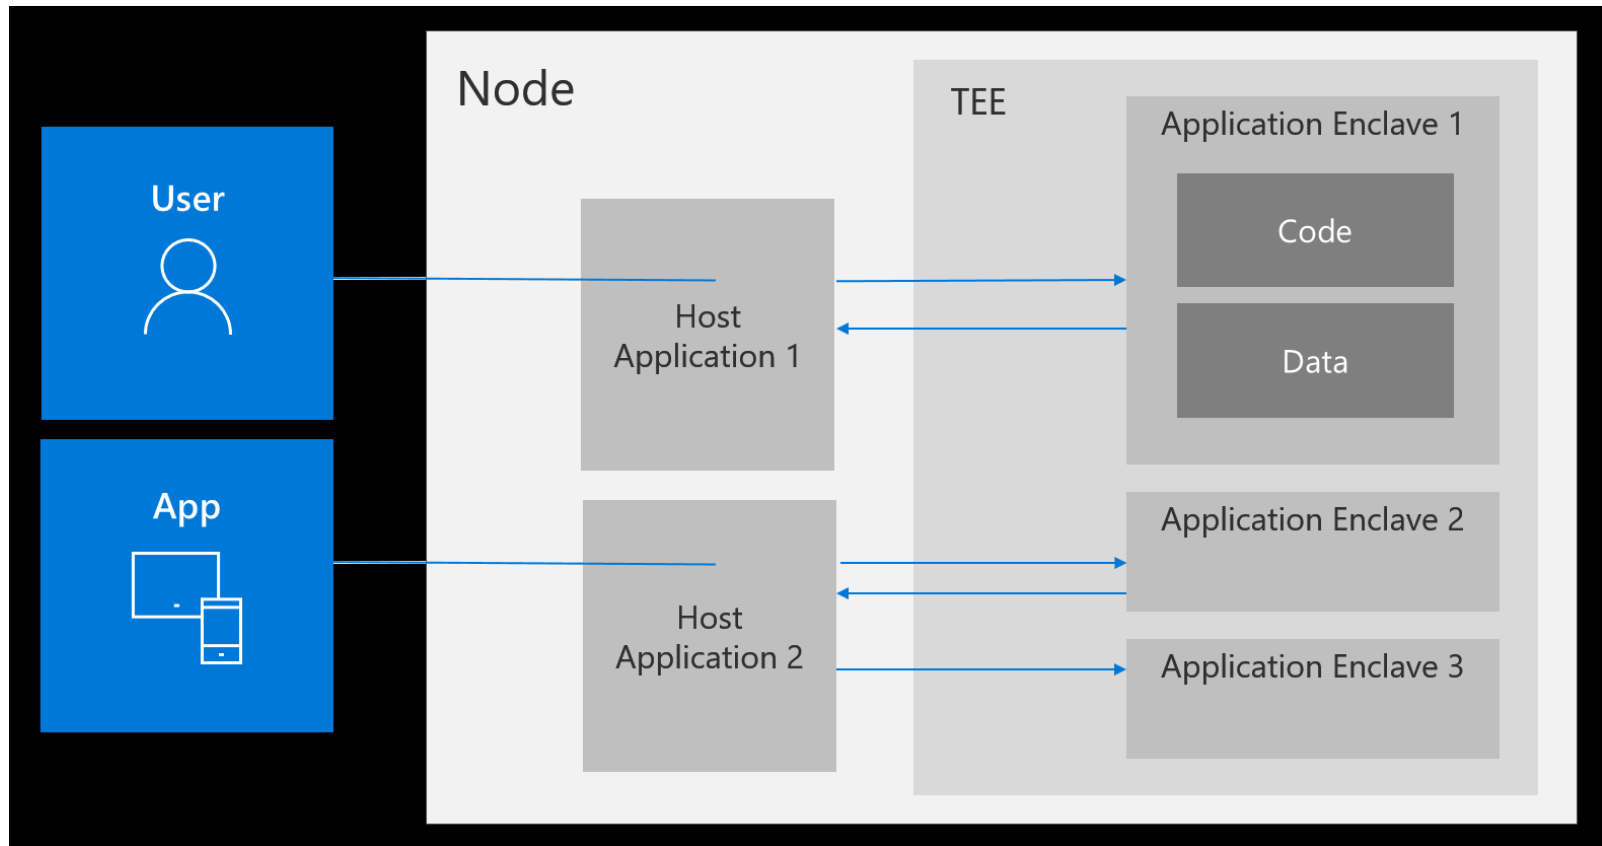 Node
TEE
User
App
Host
Application 1
Host
Application 2
Application Enclave 1
Code
Data
Application Enclave 2
Application Enclave 3